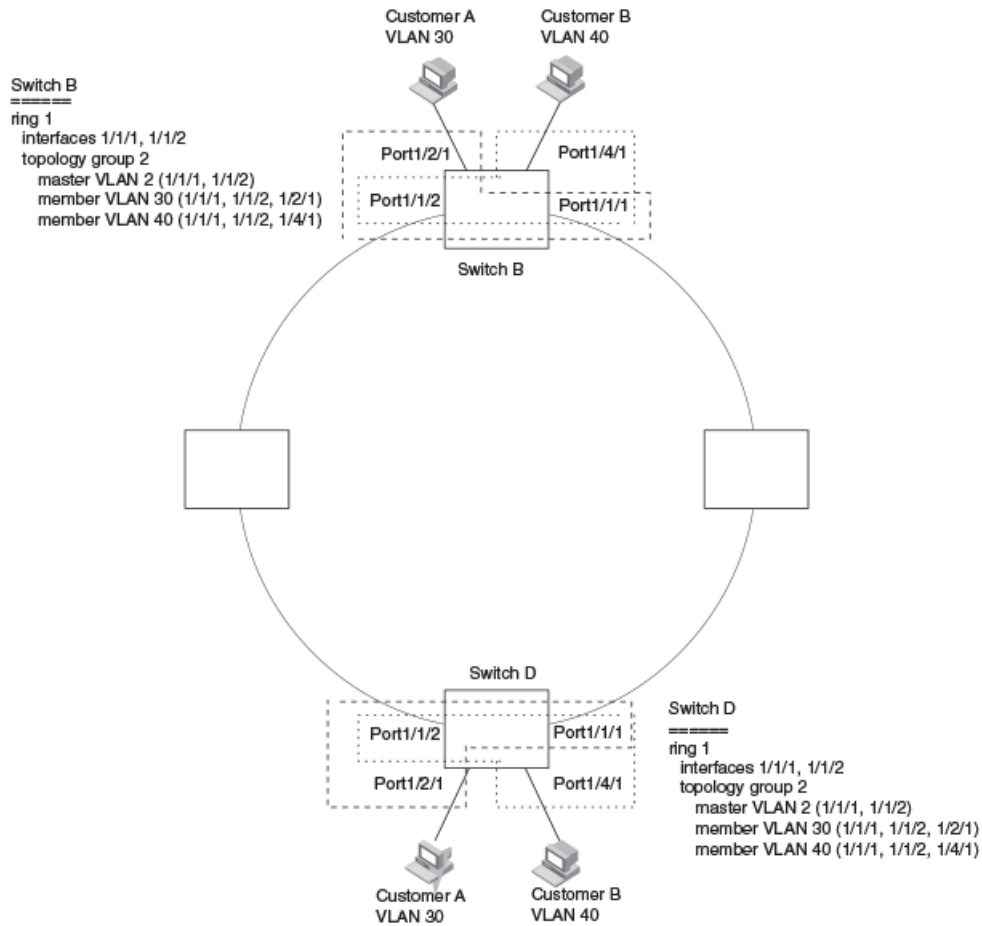 Customer A
VLAN 30
Customer B
VLAN 40
Switch B
======
ring 1
interfaces 1/1/1, 1/1/2
topology group 2
master VLAN 2 (1/1/1, 1/1/2)
member VLAN 30 (1/1/1, 1/1/2, 1/2/1)
member VLAN 40 (1/1/1, 1/1/2, 1/4/1)
Port1/2/1
Port1/4/1
Port1/1/2
Port1/1/1
Switch B
Switch D
Port1/1/2
Port1/1/1
Port1/2/1
Port1/4/1
Switch D
======
ring 1
interfaces 1/1/1, 1/1/2
topology group 2
master VLAN 2 (1/1/1, 1/1/2)
member VLAN 30 (1/1/1, 1/1/2, 1/2/1)
member VLAN 40 (1/1/1, 1/1/2, 1/4/1)
Customer A
VLAN 30
Customer B
VLAN 40